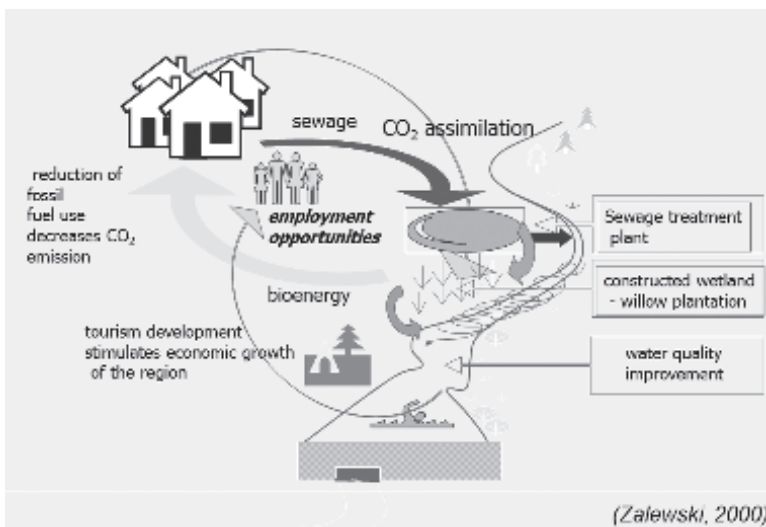 sewage
CO₂ assimilation
reduction of
fossil
fuel use
decreases CO₂
emission
employment
opportunities
Sewage treatment
plant
constructed wetland
- willow plantation
bioenergy
tourism development
stimulates economic growth
of the region
water quality
improvement
(Zalewski, 2000)